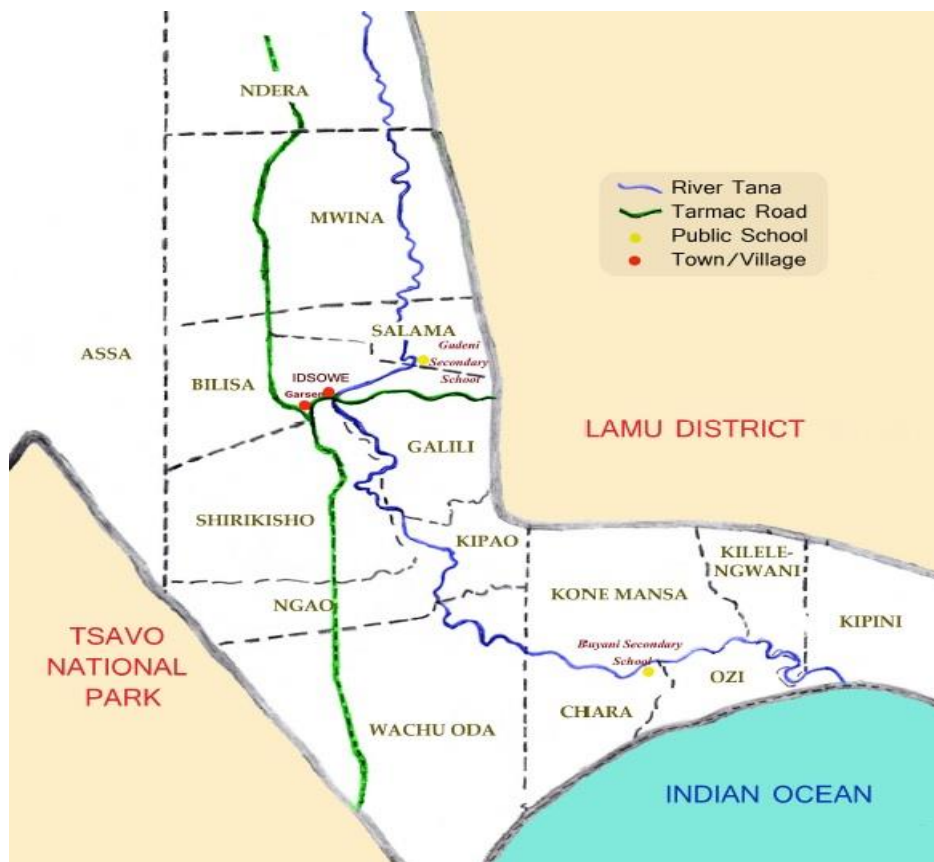 NDERA
MWINA
River Tana
Tarmac Road
Public School
Town/Village
SALAMA
Gadeni
Secondary
School
ASSA
BILISA
IDSOWE
Garsen
LAMU DISTRICT
GALILI
SHIRIKISHO
KIPAO
KILELE-
NGWANI
NGAO
KONE MANSA
KIPINI
TSAVO
NATIONAL
PARK
Buyani Secondary
School
OZI
CHIARA
WACHU ODA
INDIAN OCEAN